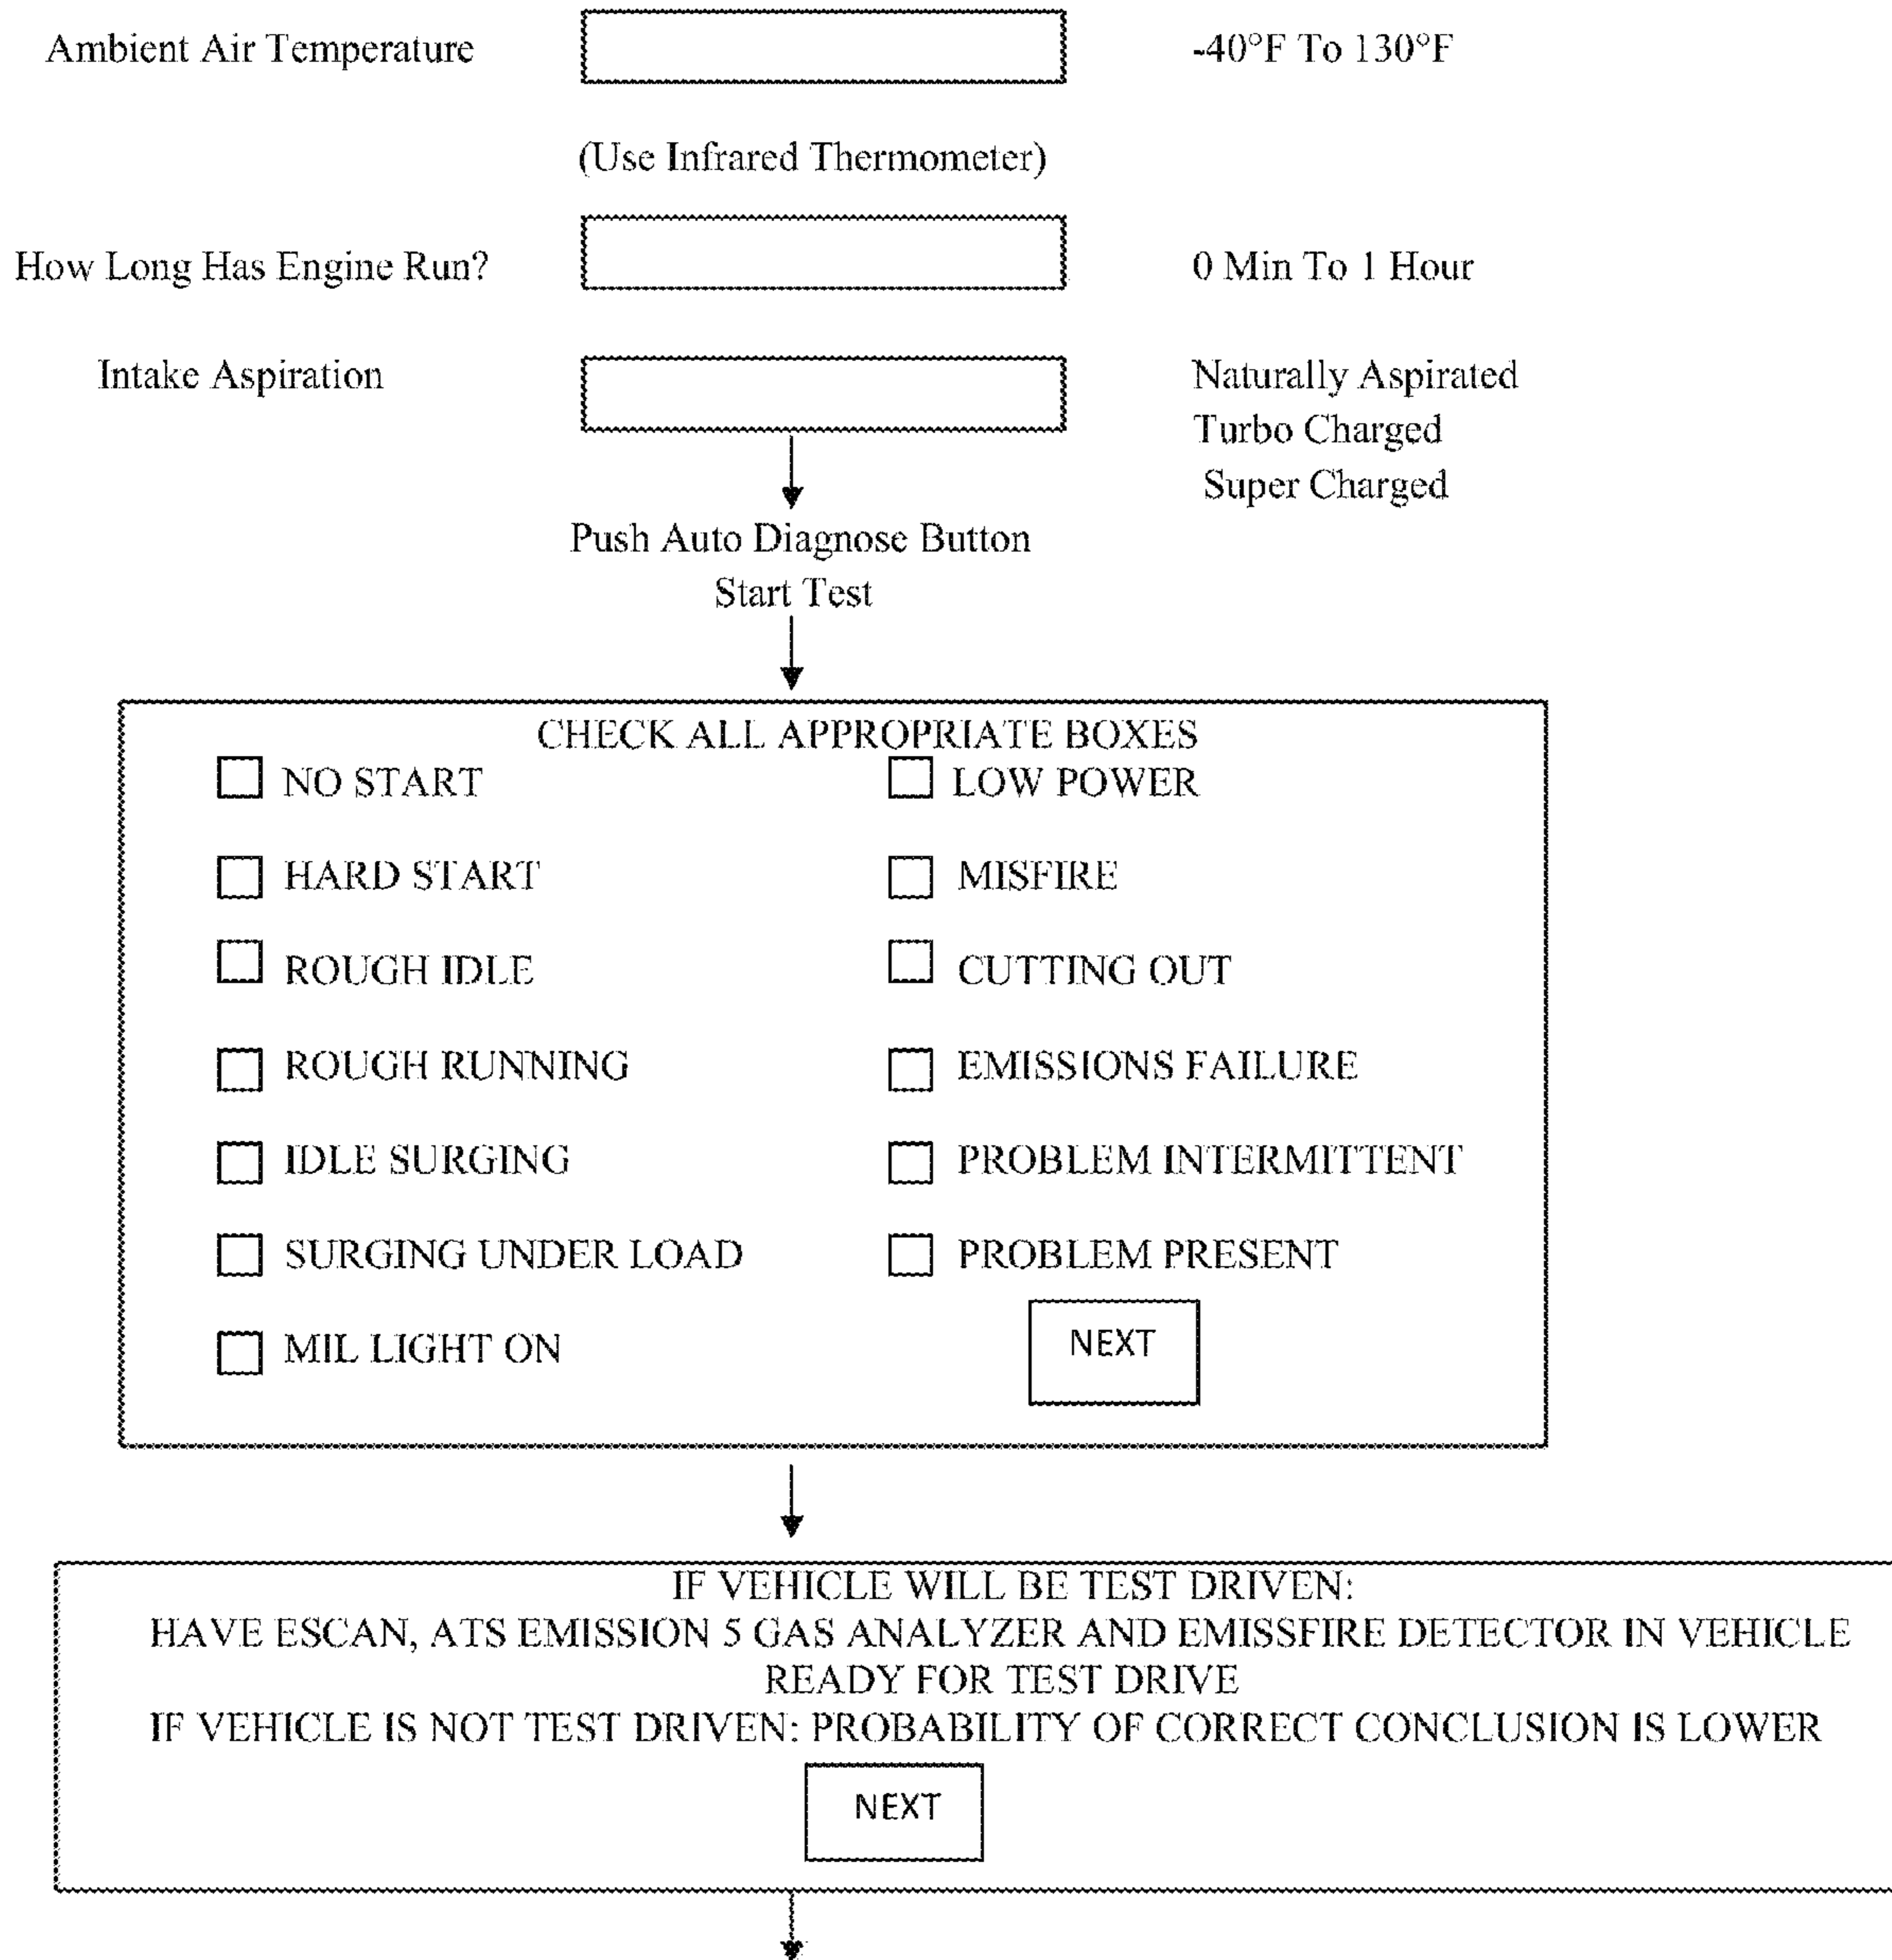 Ambient Air Temperature -40°F To 130°F
(Use Infrared Thermometer)
How Long Has Engine Run? 0 Min To 1 Hour
Intake Aspiration Naturally Aspirated
Turbo Charged
Super Charged
Push Auto Diagnose Button
Start Test
CHECK ALL APPROPRIATE BOXES
NO START LOW POWER
HARD START MISFIRE
ROUGH IDLE CUTTING OUT
ROUGH RUNNING EMISSIONS FAILURE
IDLE SURGING PROBLEM INTERMITTENT
SURGING UNDER LOAD PROBLEM PRESENT
MIL LIGHT ON NEXT
IF VEHICLE WILL BE TEST DRIVEN:
HAVE ESCAN, ATS EMISSION 5 GAS ANALYZER AND EMISSFIRE DETECTOR IN VEHICLE
READY FOR TEST DRIVE
IF VEHICLE IS NOT TEST DRIVEN: PROBABILITY OF CORRECT CONCLUSION IS LOWER
NEXT